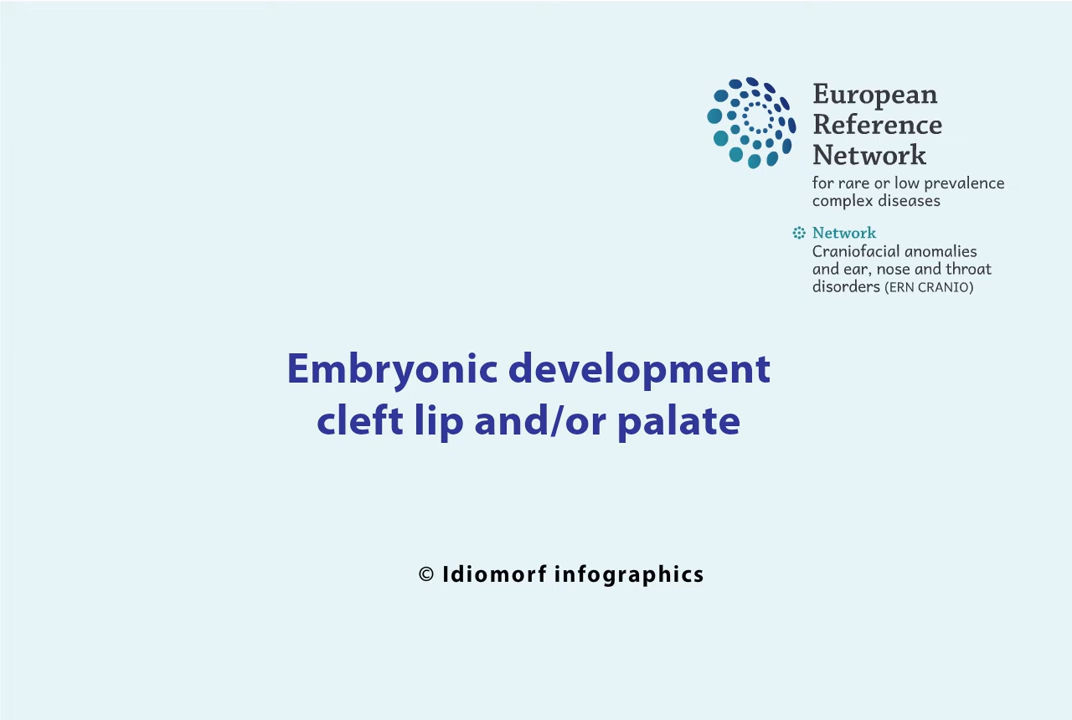 European
Reference
Network
for rare or low prevalence
complex diseases
Network
Craniofacial anomalies
and ear, nose and throat
disorders (ERN CRANIO)
Embryonic development
cleft lip and/or palate
© Idiomorf infographics